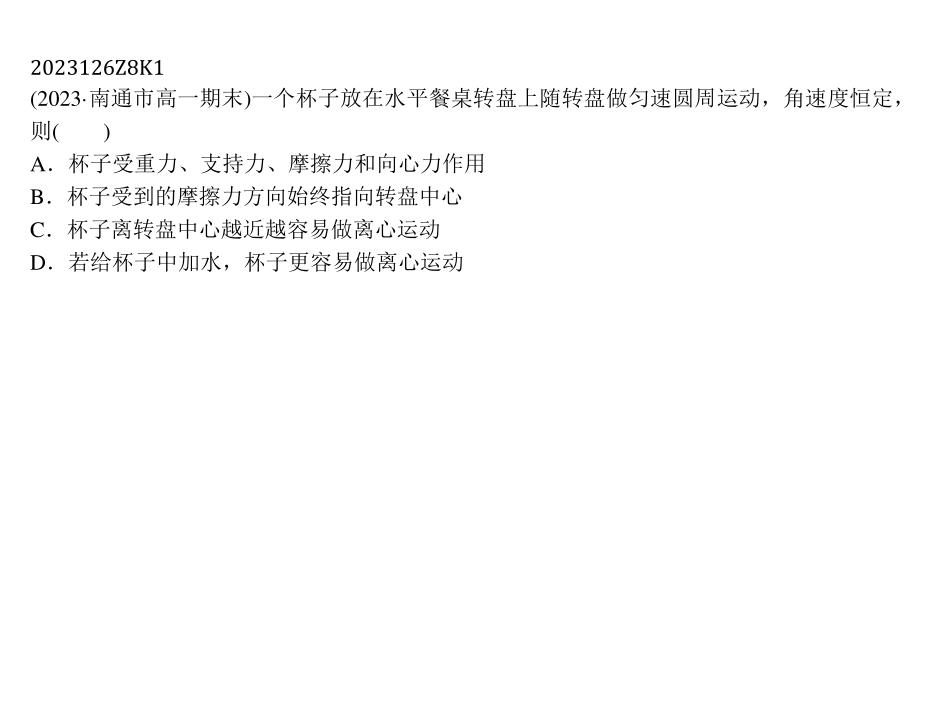 2023126Z8K1
(2023·南通市高一期末)一个杯子放在水平餐桌转盘上随转盘做匀速圆周运动，角速度恒定，
则(　　)
A．杯子受重力、支持力、摩擦力和向心力作用
B．杯子受到的摩擦力方向始终指向转盘中心
C．杯子离转盘中心越近越容易做离心运动
D．若给杯子中加水，杯子更容易做离心运动